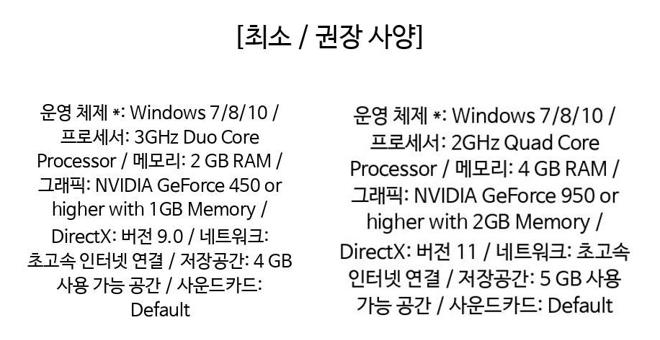 [최소 / 권장 사양]
운영 체제 *: Windows 7/8/10 /
프로세서: 3GHz Duo Core
Processor / 메모리: 2 GB RAM /
그래픽: NVIDIA GeForce 450 or
higher with 1GB Memory /
DirectX: 버전 9.0 / 네트워크:
초고속 인터넷 연결 / 저장공간: 4 GB
사용 가능 공간 / 사운드카드:
Default
운영 체제 *: Windows 7/8/10 /
프로세서: 2GHz Quad Core
Processor / 메모리: 4 GB RAM /
그래픽: NVIDIA GeForce 950 or
higher with 2GB Memory /
DirectX: 버전 11 / 네트워크: 초고속
인터넷 연결 / 저장공간: 5 GB 사용
가능 공간 / 사운드카드: Default